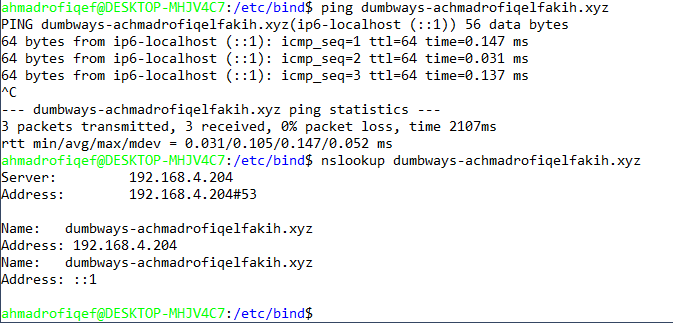 ahmadrofiqef@DESKTOP-MHJV4C7:/etc/bind$ ping dumbways-achmadrofiqelfakih.xyz
PING dumbways-achmadrofiqelfakih.xyz(ip6-localhost (::1)) 56 data bytes
64 bytes from ip6-localhost (::1): icmp_seq=1 ttl=64 time=0.147 ms
64 bytes from ip6-localhost (::1): icmp_seq=2 ttl=64 time=0.031 ms
64 bytes from ip6-localhost (::1): icmp_seq=3 ttl=64 time=0.137 ms
^C
--- dumbways-achmadrofiqelfakih.xyz ping statistics ---
3 packets transmitted, 3 received, 0% packet loss, time 2107ms
rtt min/avg/max/mdev = 0.031/0.105/0.147/0.052 ms
ahmadrofiqef@DESKTOP-MHJV4C7:/etc/bind$ nslookup dumbways-achmadrofiqelfakih.xyz
Server:         192.168.4.204
Address:        192.168.4.204#53

Name:   dumbways-achmadrofiqelfakih.xyz
Address: 192.168.4.204
Name:   dumbways-achmadrofiqelfakih.xyz
Address: ::1

ahmadrofiqef@DESKTOP-MHJV4C7:/etc/bind$